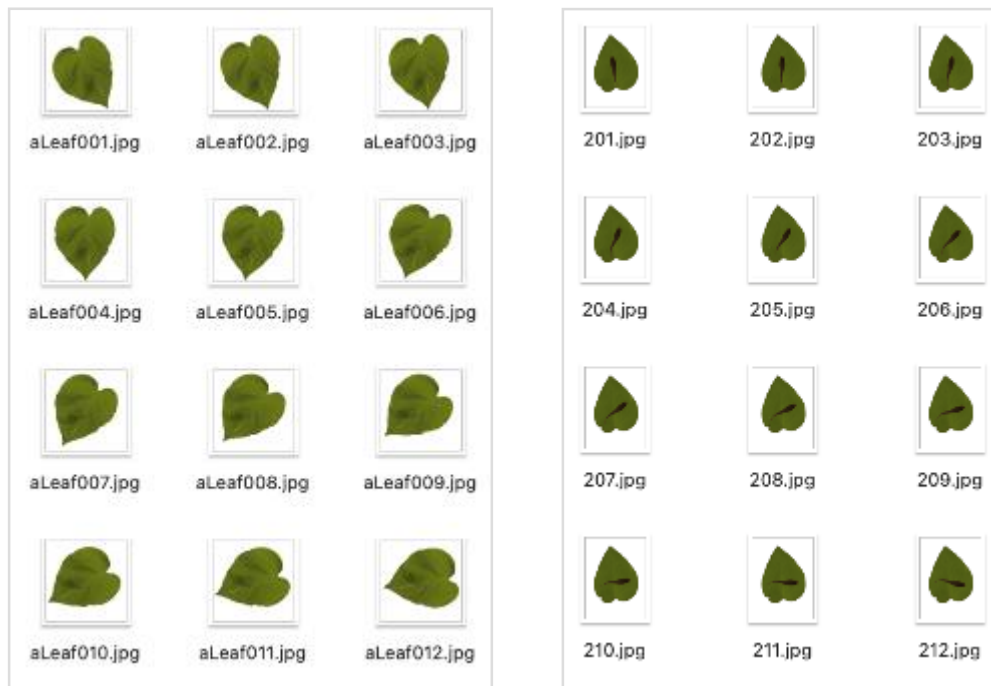 aLeaf001.jpg aLeaf002.jpg aLeaf003.jpg
aLeaf004.jpg aLeaf005.jpg aLeaf006.jpg
aLeaf007.jpg aLeaf008.jpg aLeaf009.jpg
aLeaf010.jpg aLeaf011.jpg aLeaf012.jpg
201.jpg 202.jpg 203.jpg
204.jpg 205.jpg 206.jpg
207.jpg 208.jpg 209.jpg
210.jpg 211.jpg 212.jpg